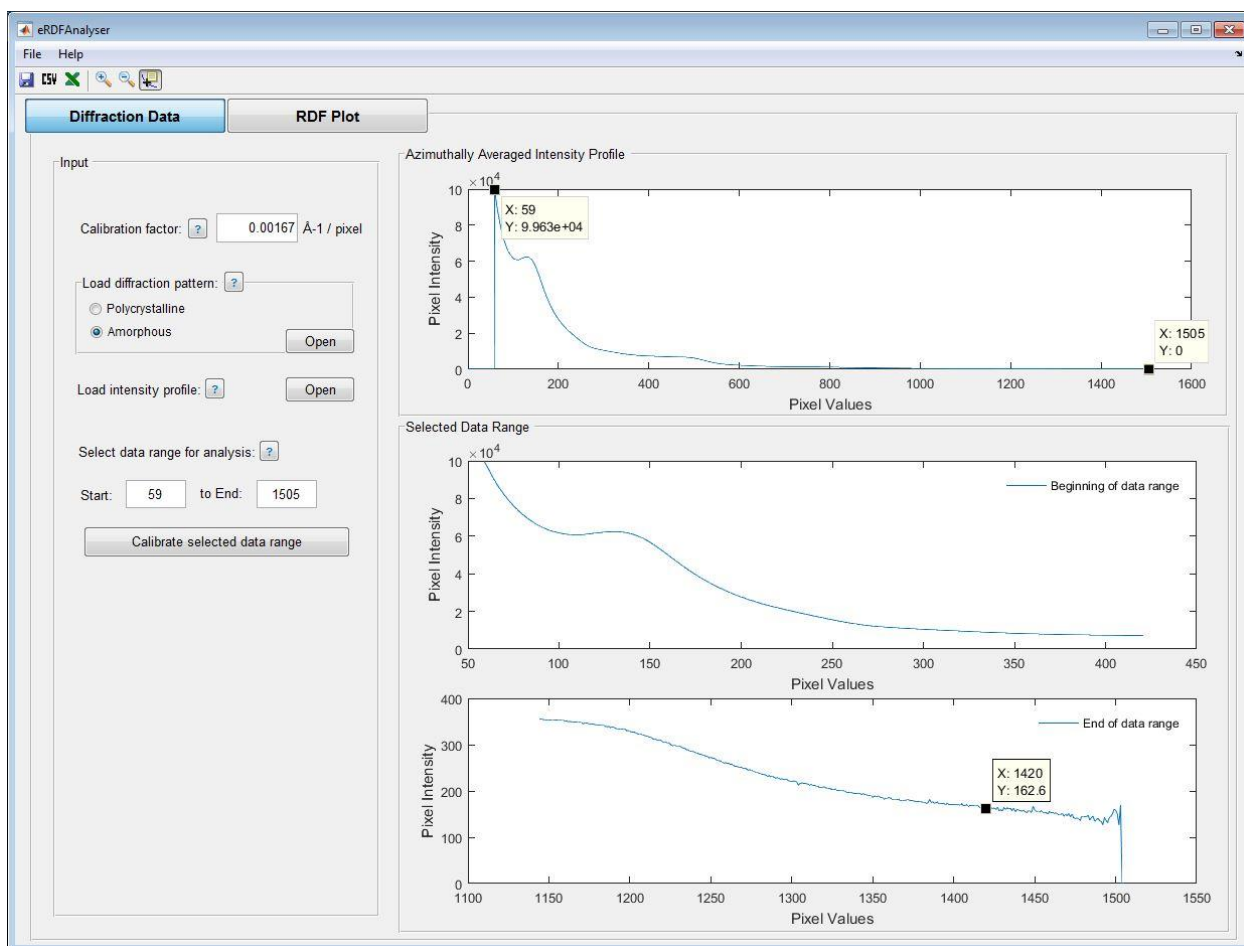 eRDFAnalyser
File Help
CSV
Diffraction Data
RDF Plot
Input
Calibration factor: ? 0.00167 Å-1 / pixel
Load diffraction pattern: ?
Polycrystalline
Amorphous
Open
Load intensity profile: ? Open
Select data range for analysis: ?
Start: 59 to End: 1505
Calibrate selected data range
Azimuthally Averaged Intensity Profile
×10⁴
10
8
6
4
2
0
Pixel Intensity
X: 59
Y: 9.963e+04
X: 1505
Y: 0
0 200 400 600 800 1000 1200 1400 1600
Pixel Values
Selected Data Range
×10⁴
10
8
6
4
2
0
Pixel Intensity
Beginning of data range
50 100 150 200 250 300 350 400 450
Pixel Values
400
300
200
100
0
Pixel Intensity
End of data range
X: 1420
Y: 162.6
1100 1150 1200 1250 1300 1350 1400 1450 1500 1550
Pixel Values